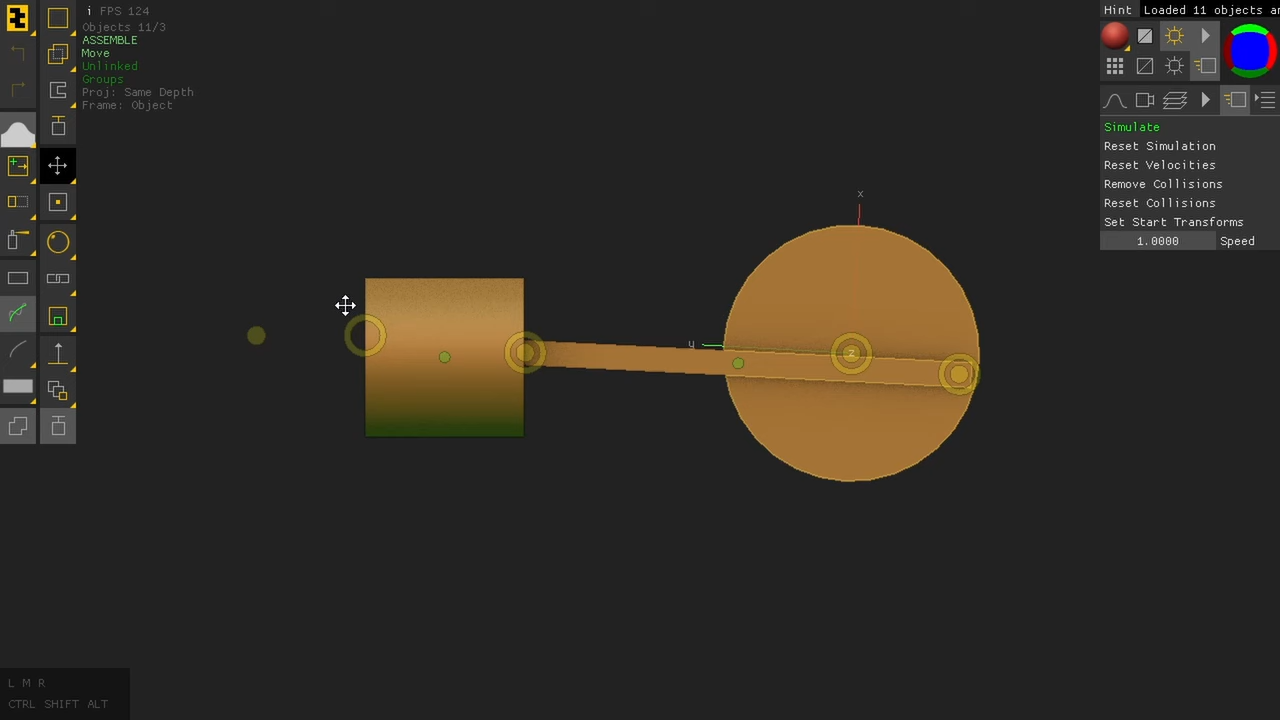 i FPS 124
Objects 11/3
ASSEMBLE
Move
Unlinked
Groups
Proj: Same Depth
Frame: Object
Hint
Loaded 11 objects ar
Simulate
Reset Simulation
Reset Velocities
Remove Collisions
Reset Collisions
Set Start Transforms
1.0000 Speed
x
y
z
L M R
CTRL SHIFT ALT